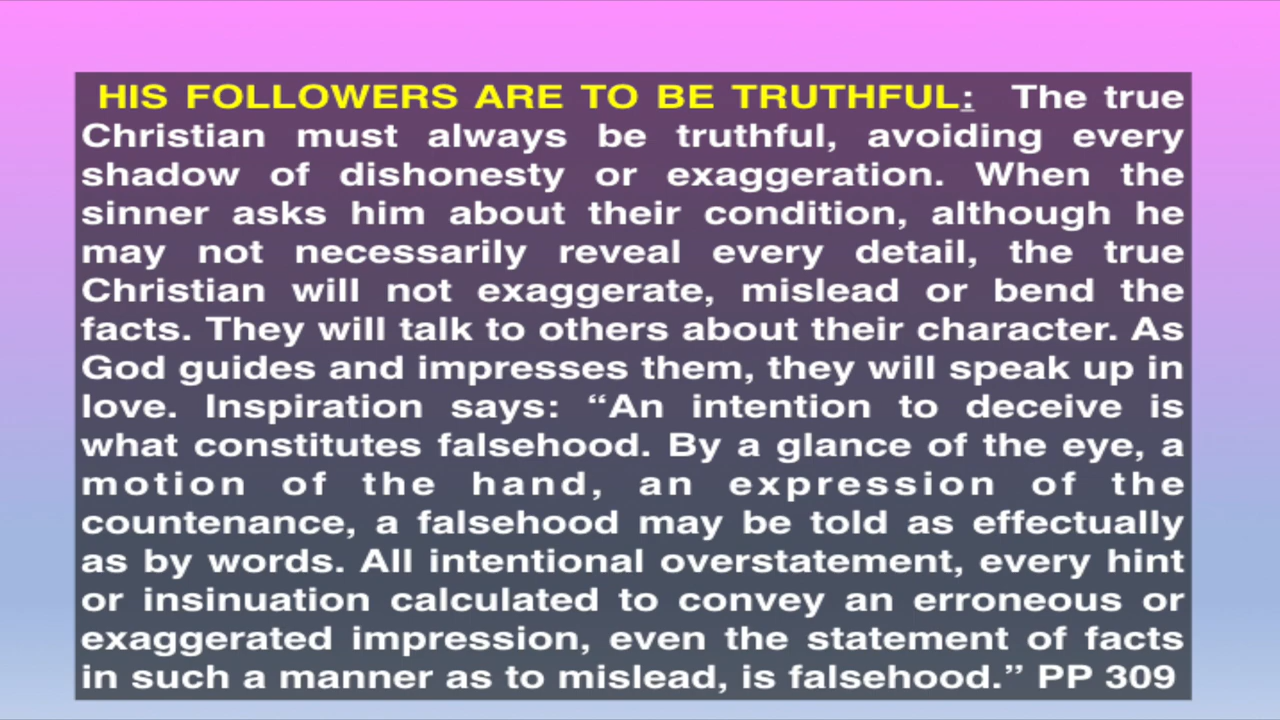 HIS FOLLOWERS ARE TO BE TRUTHFUL: The true
Christian must always be truthful, avoiding every
shadow of dishonesty or exaggeration. When the
sinner asks him about their condition, although he
may not necessarily reveal every detail, the true
Christian will not exaggerate, mislead or bend the
facts. They will talk to others about their character. As
God guides and impresses them, they will speak up in
love. Inspiration says: “An intention to deceive is
what constitutes falsehood. By a glance of the eye, a
motion of the hand, an expression of the
countenance, a falsehood may be told as effectually
as by words. All intentional overstatement, every hint
or insinuation calculated to convey an erroneous or
exaggerated impression, even the statement of facts
in such a manner as to mislead, is falsehood.” PP 309